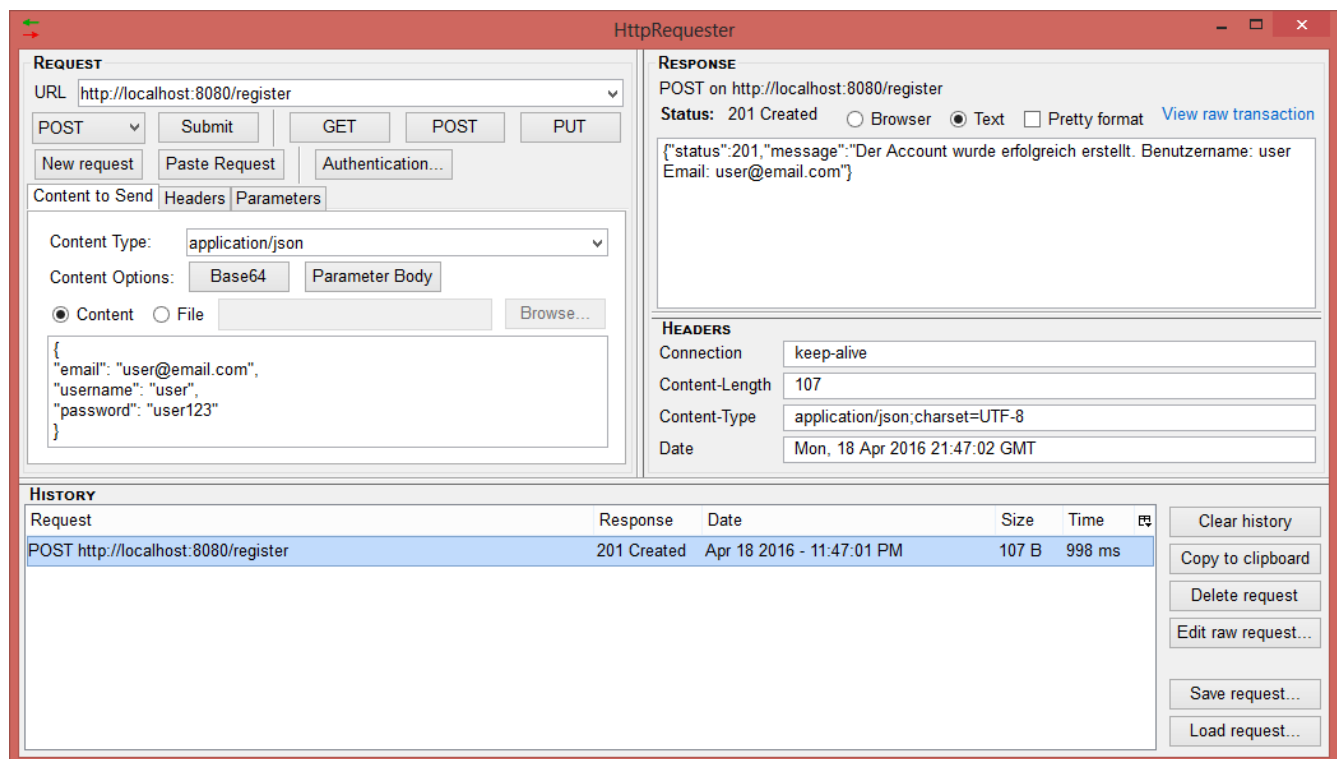 HttpRequester
REQUEST
URL http://localhost:8080/register
POST Submit GET POST PUT
New request Paste Request Authentication...
Content to Send Headers Parameters
Content Type: application/json
Content Options: Base64 Parameter Body
Content File Browse...
{
"email": "user@email.com",
"username": "user",
"password": "user123"
}
RESPONSE
POST on http://localhost:8080/register
Status: 201 Created Browser Text Pretty format View raw transaction
{"status":201,"message":"Der Account wurde erfolgreich erstellt. Benutzername: user
Email: user@email.com"}
HEADERS
Connection keep-alive
Content-Length 107
Content-Type application/json;charset=UTF-8
Date Mon, 18 Apr 2016 21:47:02 GMT
HISTORY
Request Response Date Size Time
POST http://localhost:8080/register 201 Created Apr 18 2016 - 11:47:01 PM 107 B 998 ms
Clear history
Copy to clipboard
Delete request
Edit raw request...
Save request...
Load request...